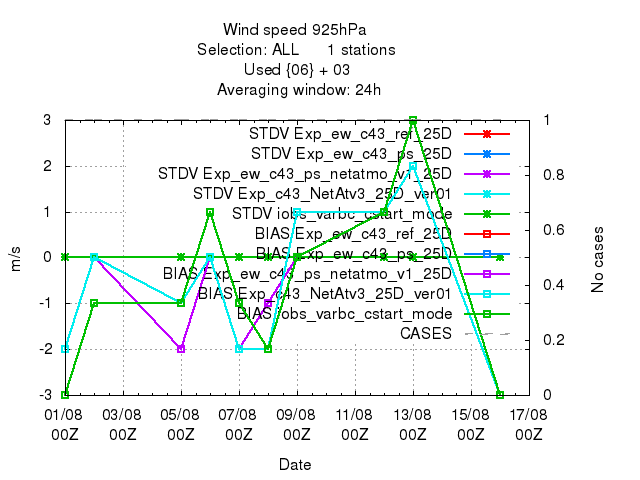 Wind speed 925hPa
Selection: ALL 1 stations
Used {06} + 03
Averaging window: 24h
3
2
1
0
-1
-2
-3
m/s
1
0.8
0.6
0.4
0.2
0
No cases
STDV Exp_ew_c43_ref_25D
STDV Exp_ew_c43_ps_25D
STDV Exp_ew_c43_ps_netatmo_v1_25D
STDV Exp_c43_NetAtv3_25D_ver01
STDV iobs_varbc_cstart_mode
BIAS Exp_ew_c43_ref_25D
BIAS Exp_ew_c43_ps_25D
BIAS Exp_ew_c43_ps_netatmo_v1_25D
BIAS Exp_c43_NetAtv3_25D_ver01
BIAS iobs_varbc_cstart_mode
CASES
01/08 03/08 05/08 07/08 09/08 11/08 13/08 15/08 17/08
00Z 00Z 00Z 00Z 00Z 00Z 00Z 00Z 00Z
Date